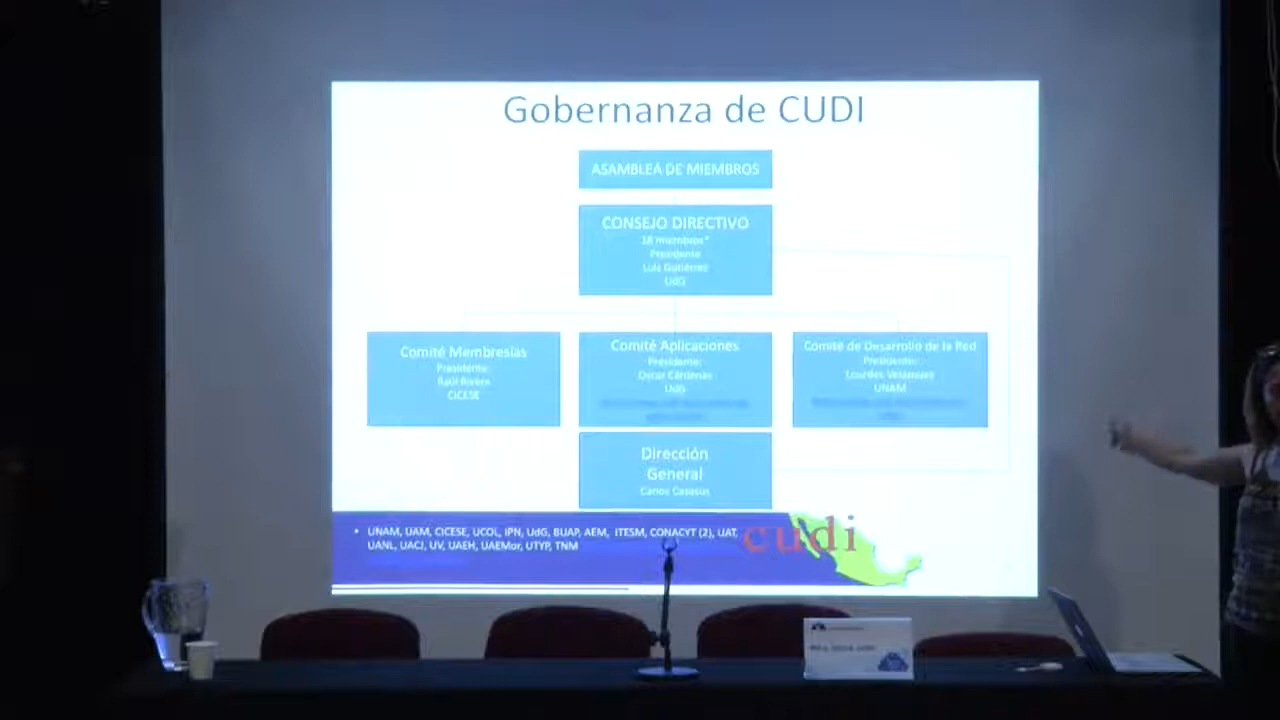 Gobernanza de CUDI
ASAMBLEA DE MIEMBROS
CONSEJO DIRECTIVO
18 miembros*
Presidente
Luis Gutiérrez
UdG
Comité Membresías
Presidente:
Raúl Rivera
CICESE
Comité Aplicaciones
Presidente:
Oscar Cárdenas
UdG
Comité de Desarrollo de la Red
Presidente:
Lourdes Velázquez
UNAM
Dirección
General
Carlos Casasus
• UNAM, UAM, CICESE, UCOL, IPN, UdG, BUAP, AEM, ITESM, CONACYT (2), UAT,
UANL, UACJ, UV, UAEH, UAEMor, UTYP, TNM
cudi